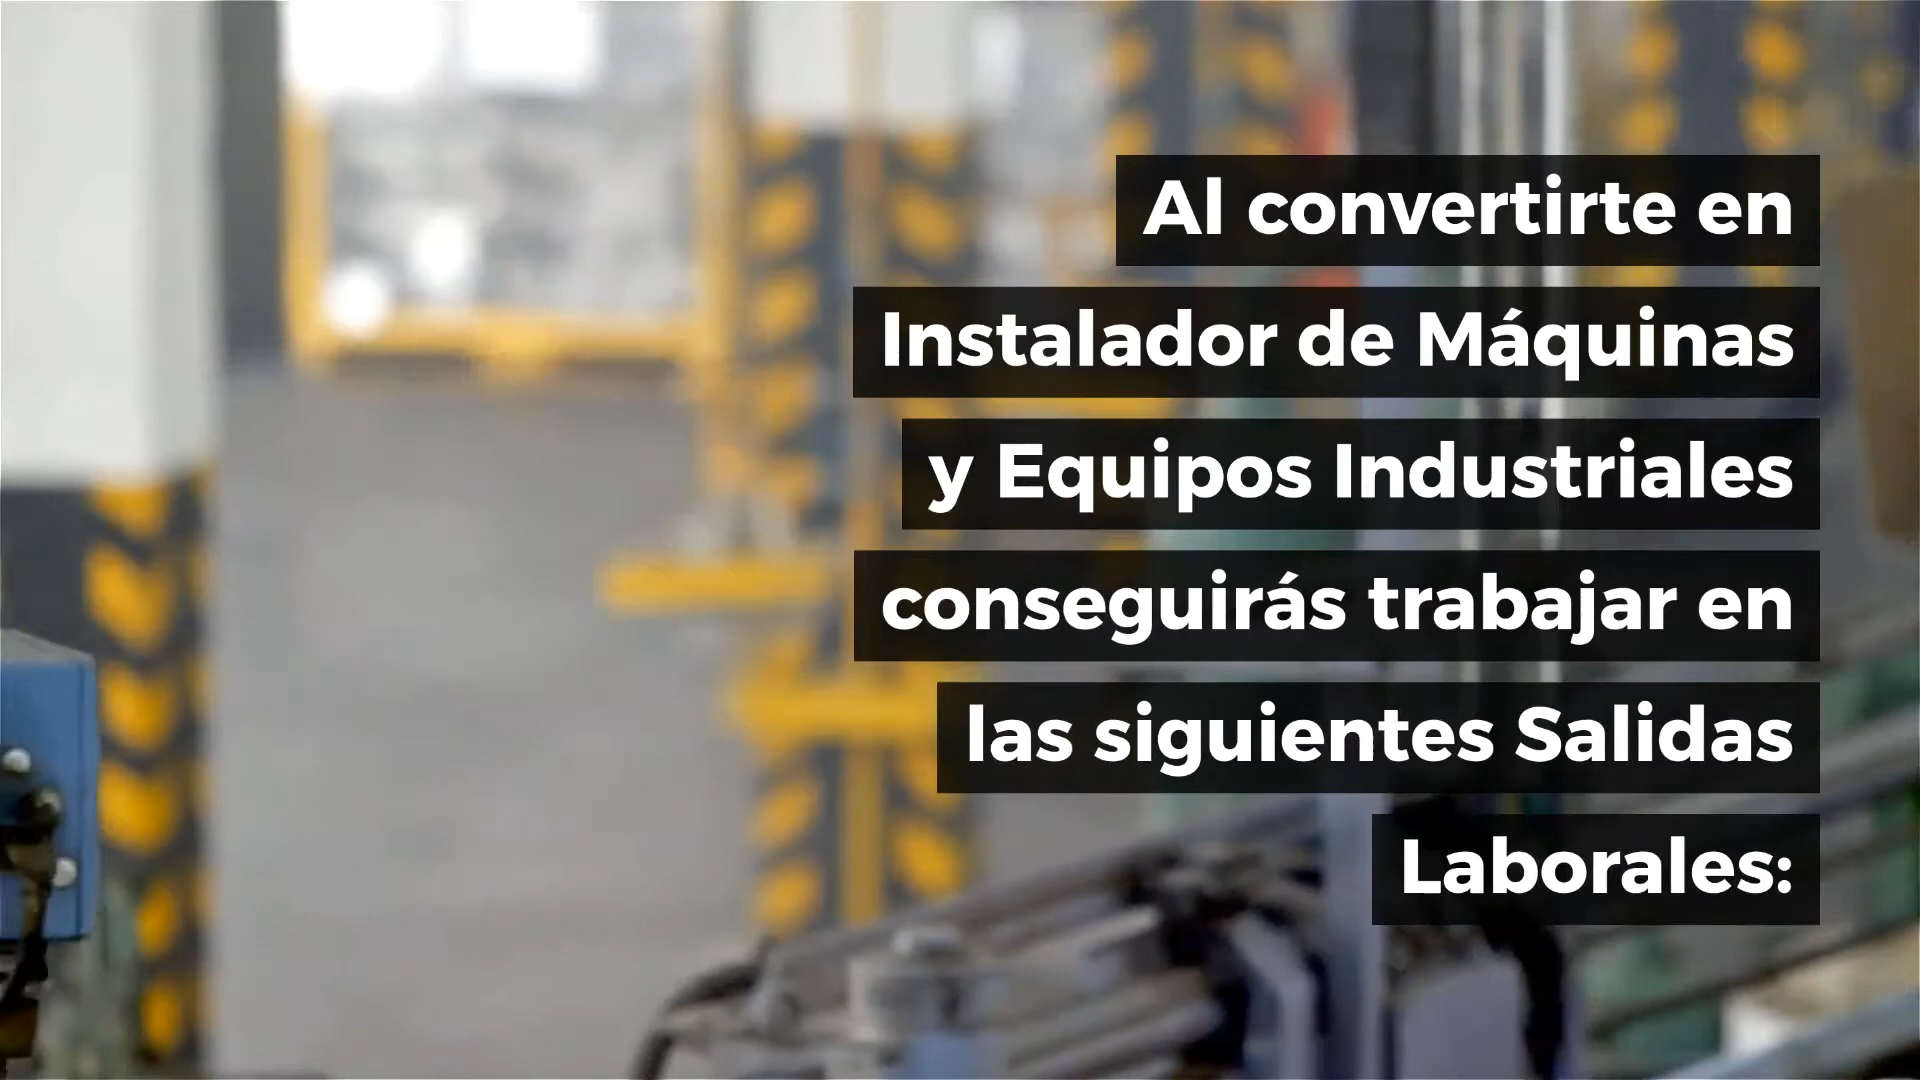 Al convertirte en
Instalador de Máquinas
y Equipos Industriales
conseguirás trabajar en
las siguientes Salidas
Laborales: